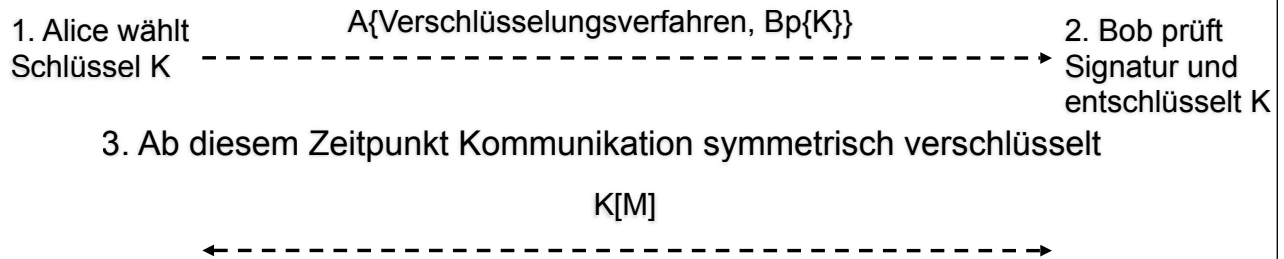 1. Alice wählt
Schlüssel K
A{Verschlüsselungsverfahren, Bp{K}}
2. Bob prüft
Signatur und
entschlüsselt K
3. Ab diesem Zeitpunkt Kommunikation symmetrisch verschlüsselt
K[M]